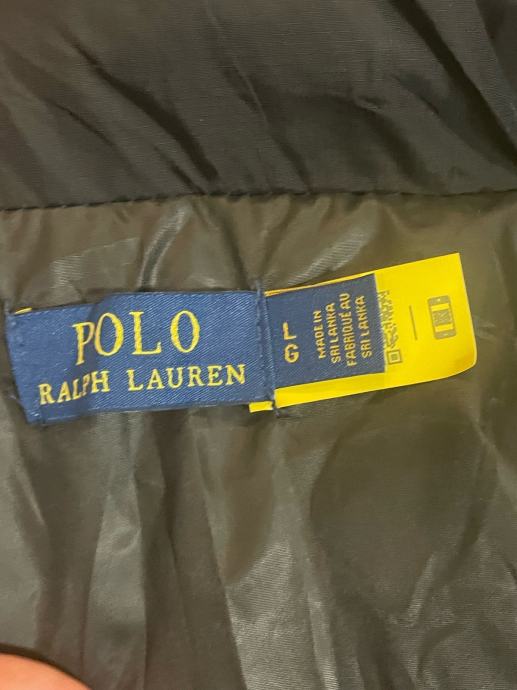 POLO
RALPH LAUREN
L
G
MADE IN
SRI LANKA
FABRIQUÉ AU
SRI LANKA